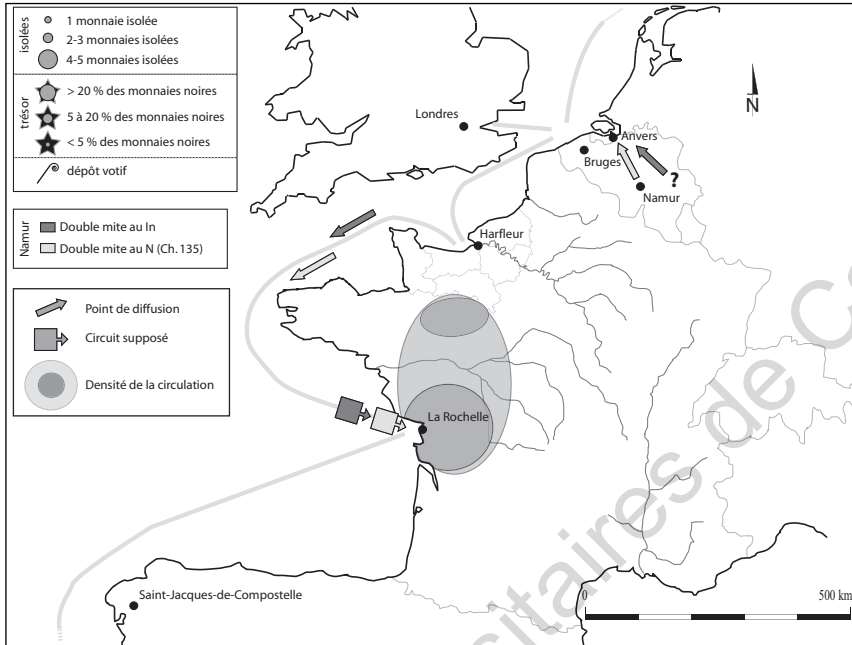 isolées
1 monnaie isolée
2-3 monnaies isolées
4-5 monnaies isolées
trésor
> 20 % des monnaies noires
5 à 20 % des monnaies noires
< 5 % des monnaies noires
dépôt votif
Namur
Double mite au In
Double mite au N (Ch. 135)
Point de diffusion
Circuit supposé
Densité de la circulation
N
Londres
Anvers
Bruges
?
Namur
Harfleur
La Rochelle
Saint-Jacques-de-Compostelle
0
500 km
sitaires de C